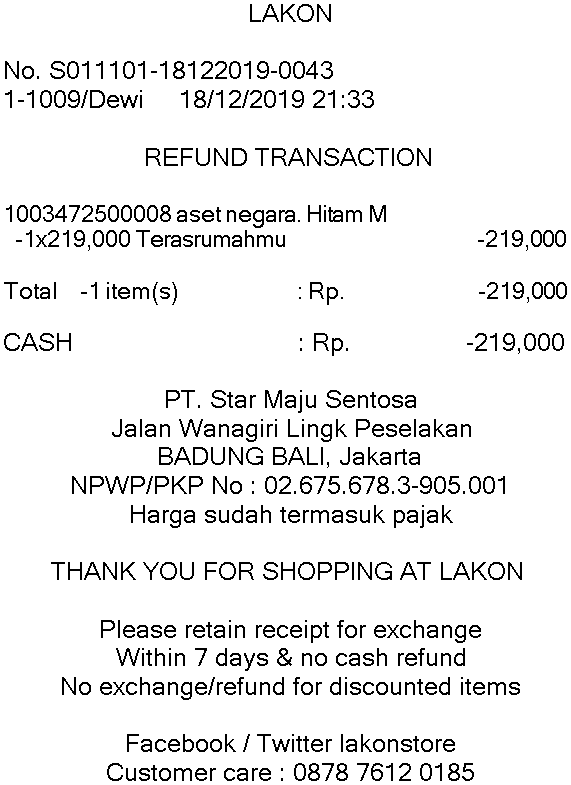 LAKON
No. S011101-18122019-0043
1-1009/Dewi 18/12/2019 21:33
REFUND TRANSACTION
1003472500008 aset negara. Hitam M
-1x219,000 Terasrumahmu -219,000
Total -1 item(s) : Rp. -219,000
CASH : Rp. -219,000
PT. Star Maju Sentosa
Jalan Wanagiri Lingk Peselakan
BADUNG BALI, Jakarta
NPWP/PKP No : 02.675.678.3-905.001
Harga sudah termasuk pajak
THANK YOU FOR SHOPPING AT LAKON
Please retain receipt for exchange
Within 7 days & no cash refund
No exchange/refund for discounted items
Facebook / Twitter lakonstore
Customer care : 0878 7612 0185